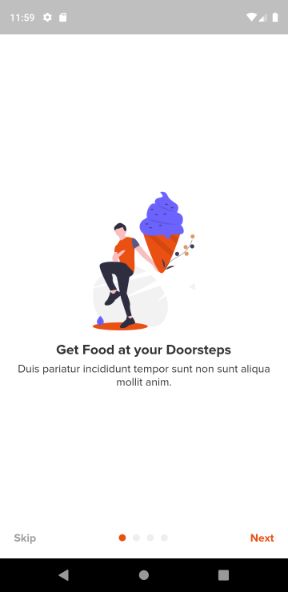 11:59
Get Food at your Doorsteps
Duis pariatur incididunt tempor sunt non sunt aliqua
mollit anim.
Skip
Next